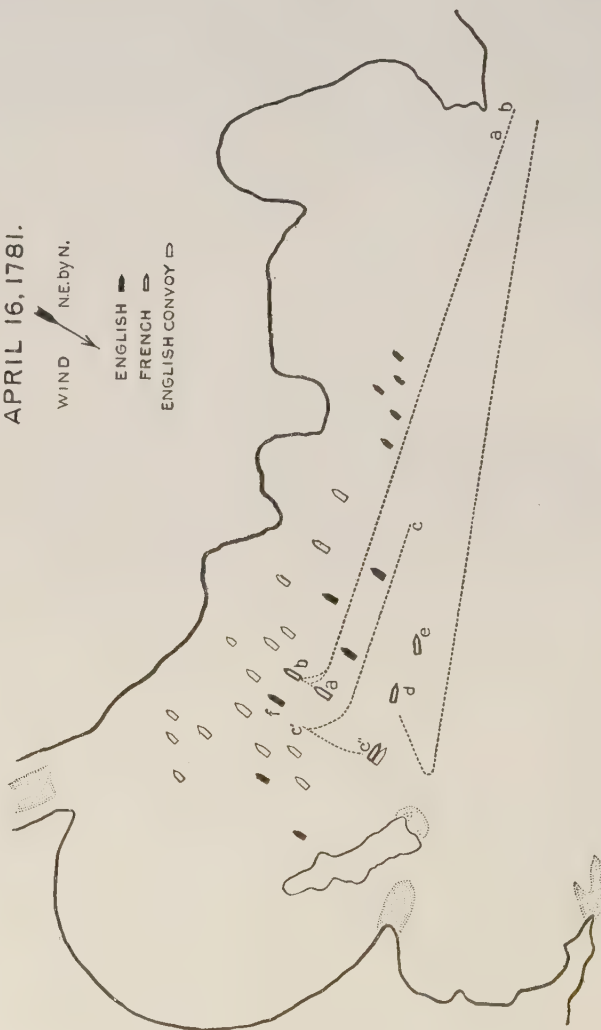 APRIL 16, 1781.
WIND N.E. by N.
ENGLISH
FRENCH
ENGLISH CONVOY
a
b
c
e
d
b
a
f
c
c"